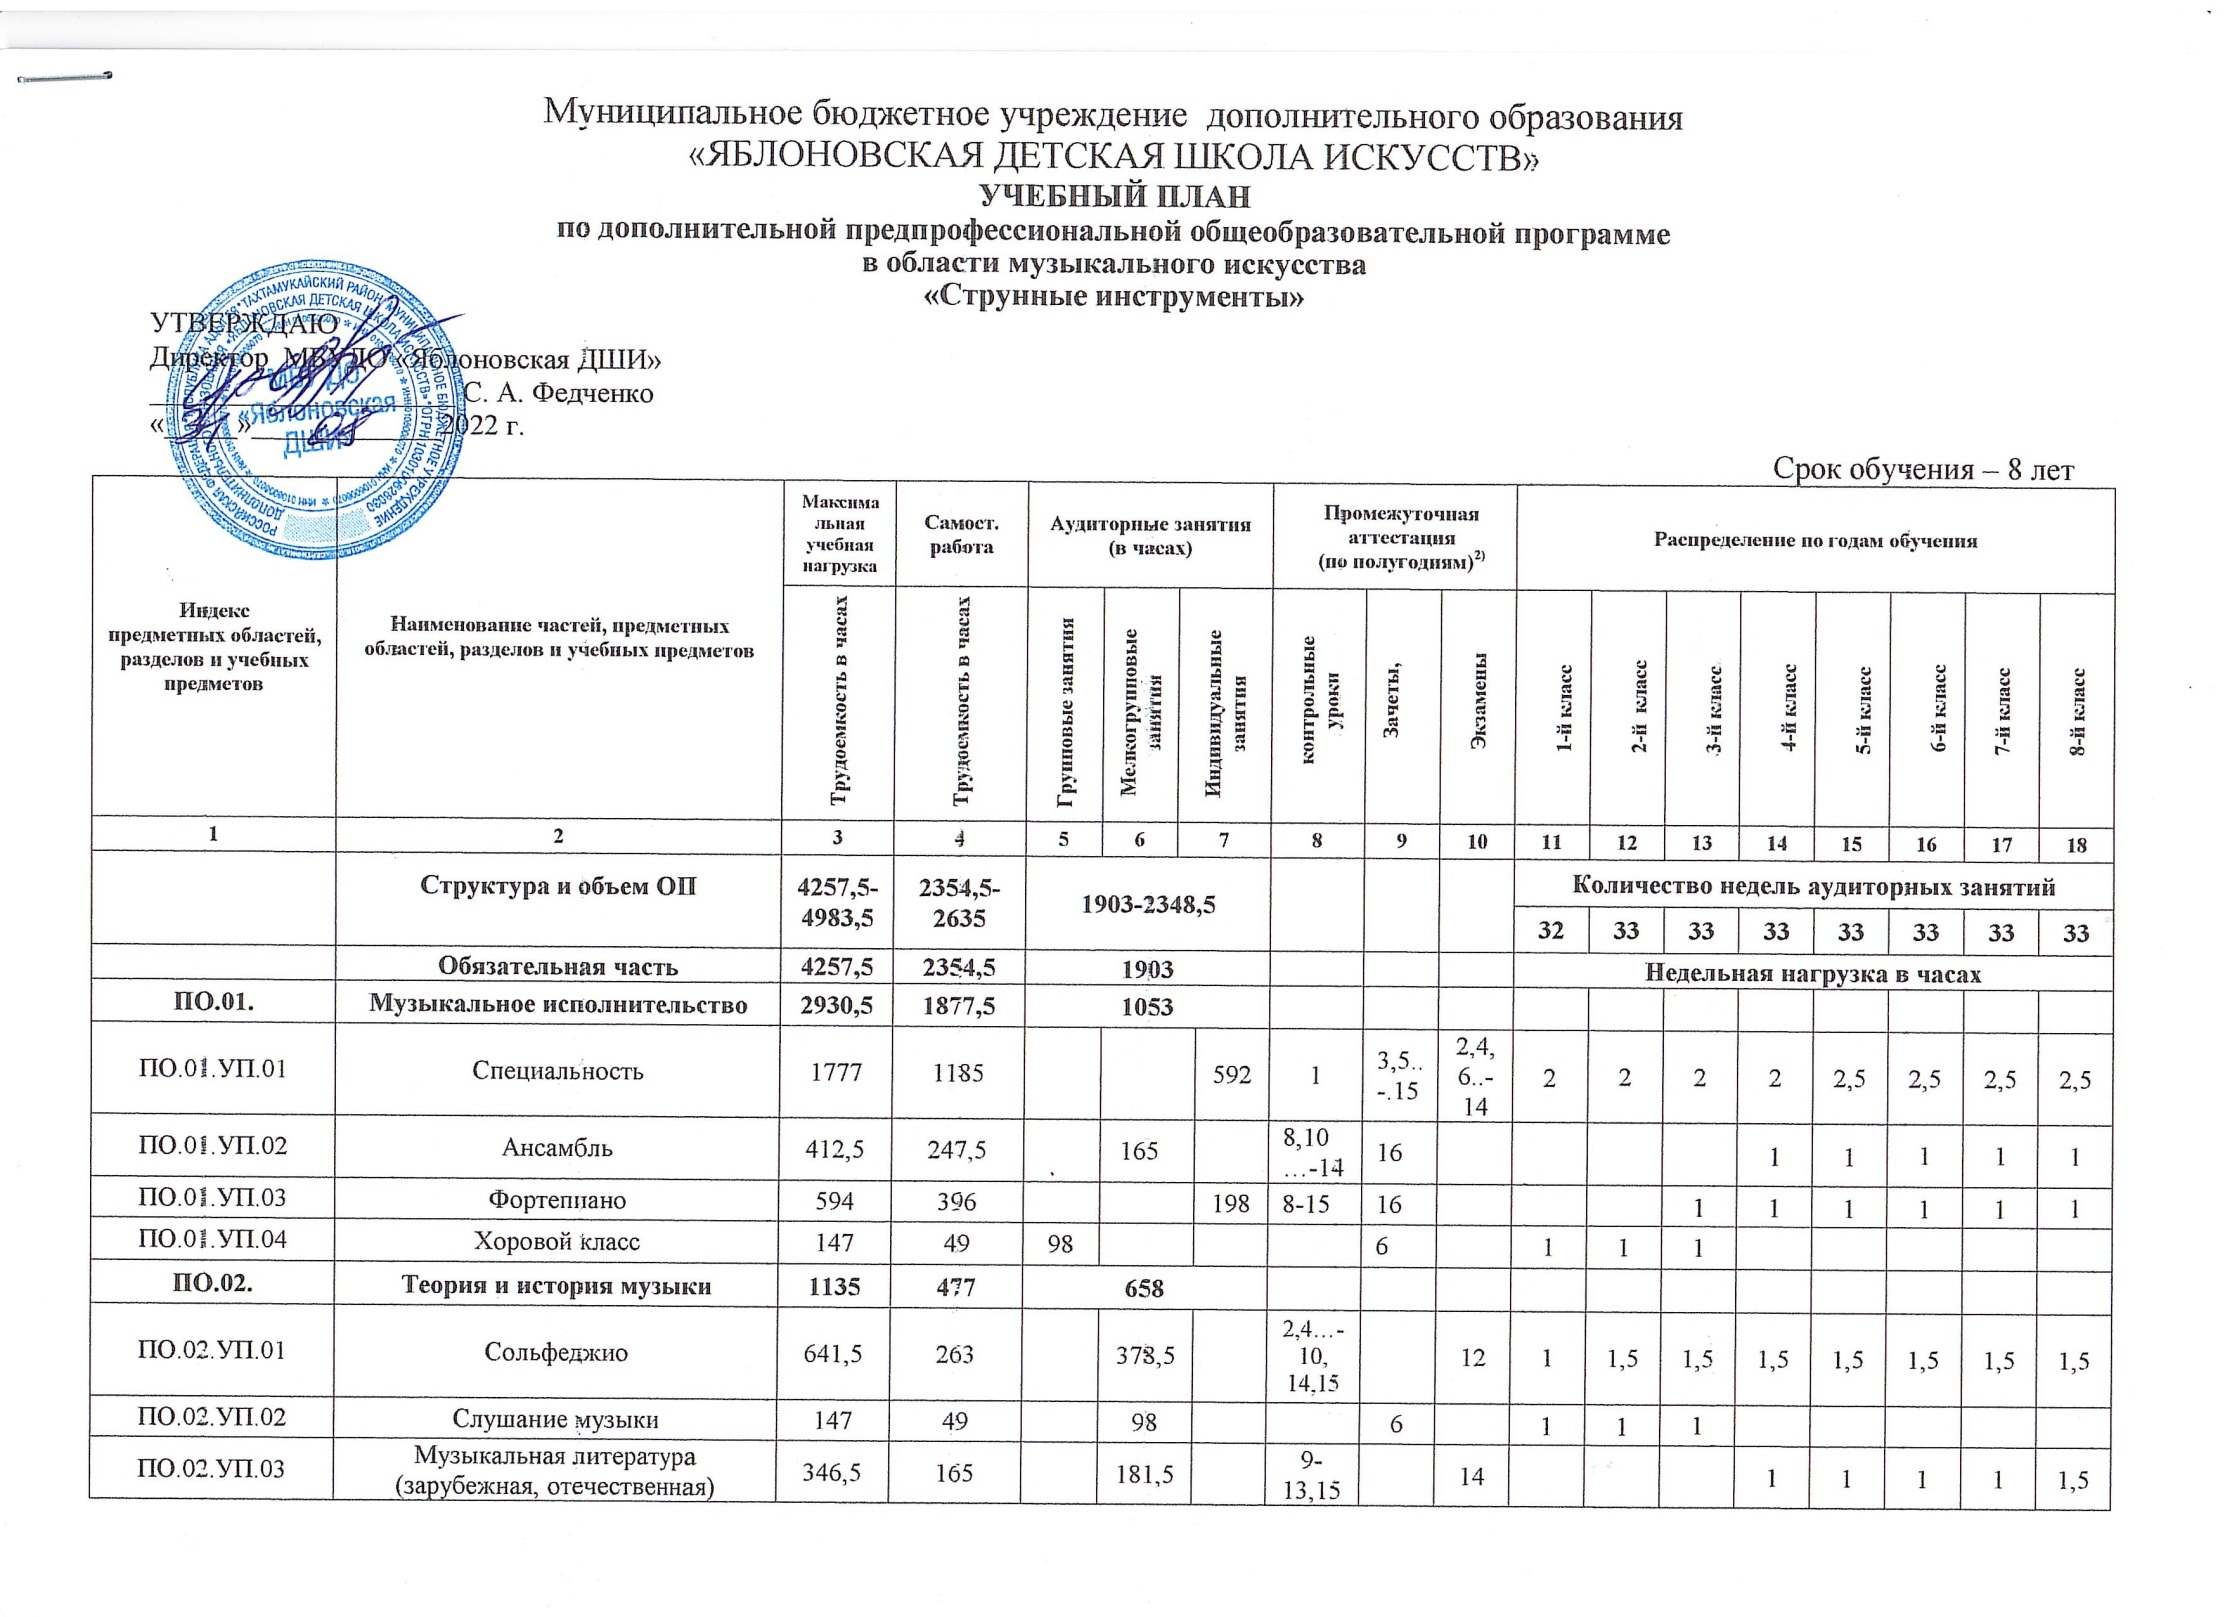 Муниципальное бюджетное учреждение дополнительного образования
«ЯБЛОНОВСКАЯ ДЕТСКАЯ ШКОЛА ИСКУССТВ»
УЧЕБНЫЙ ПЛАН
по дополнительной предпрофессиональной общеобразовательной программе
в области музыкального искусства
«Струнные инструменты»
УТВЕРЖДАЮ
Директор МБУДО «Яблоновская ДШИ»
С. А. Федченко
« 31 » 08 2022 г.
МБУ ДО
«Яблоновская
ДШИ»
Срок обучения – 8 лет
Индекс
предметных областей,
разделов и учебных
предметов
Наименование частей, предметных
областей, разделов и учебных предметов
Максима
льная
учебная
нагрузка
Самост.
работа
Аудиторные занятия
(в часах)
Промежуточная
аттестация
(по полугодиям)2)
Распределение по годам обучения
Трудоемкость в часах
Трудоемкость в часах
Групповые занятия
Мелкогрупповые
занятия
Индивидуальные
занятия
контрольные
уроки
Зачеты,
Экзамены
1-й класс
2-й класс
3-й класс
4-й класс
5-й класс
6-й класс
7-й класс
8-й класс
1 2 3 4 5 6 7 8 9 10 11 12 13 14 15 16 17 18
Структура и объем ОП
4257,5-
4983,5
2354,5-
2635
1903-2348,5
Количество недель аудиторных занятий
32 33 33 33 33 33 33 33
Обязательная часть 4257,5 2354,5 1903 Недельная нагрузка в часах
ПО.01. Музыкальное исполнительство 2930,5 1877,5 1053
ПО.01.УП.01 Специальность 1777 1185 592 1
3,5..
-.15
2,4,
6..-
14
2 2 2 2 2,5 2,5 2,5 2,5
ПО.01.УП.02 Ансамбль 412,5 247,5 165
8,10
…-14
16 1 1 1 1 1
ПО.01.УП.03 Фортепиано 594 396 198 8-15 16 1 1 1 1 1 1
ПО.01.УП.04 Хоровой класс 147 49 98 6 1 1 1
ПО.02. Теория и история музыки 1135 477 658
ПО.02.УП.01 Сольфеджио 641,5 263 378,5
2,4…-
10,
14,15
12 1 1,5 1,5 1,5 1,5 1,5 1,5 1,5
ПО.02.УП.02 Слушание музыки 147 49 98 6 1 1 1
ПО.02.УП.03
Музыкальная литература
(зарубежная, отечественная)
346,5 165 181,5
9-
13,15
14 1 1 1 1 1,5